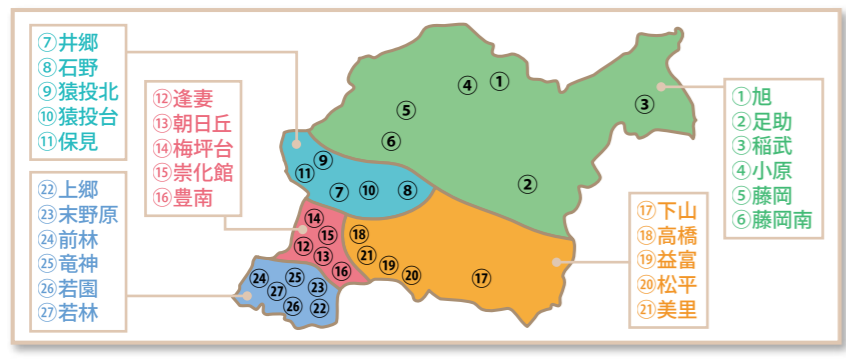 ⑦井郷
⑧石野
⑨猿投北
⑩猿投台
⑪保見
⑫逢妻
⑬朝日丘
⑭梅坪台
⑮崇化館
⑯豊南
㉒上郷
㉓末野原
㉔前林
㉕竜神
㉖若園
㉗若林
①旭
②足助
③稲武
④小原
⑤藤岡
⑥藤岡南
⑰下山
⑱高橋
⑲益富
⑳松平
㉑美里
④ ①
③
⑤
⑥
②
⑨
⑪
⑦ ⑩ ⑧
⑭
⑮ ⑱
⑫ ⑬ ㉑
⑯ ⑲ ⑳ ⑰
㉔ ㉕
㉗ ㉓
㉖ ㉒